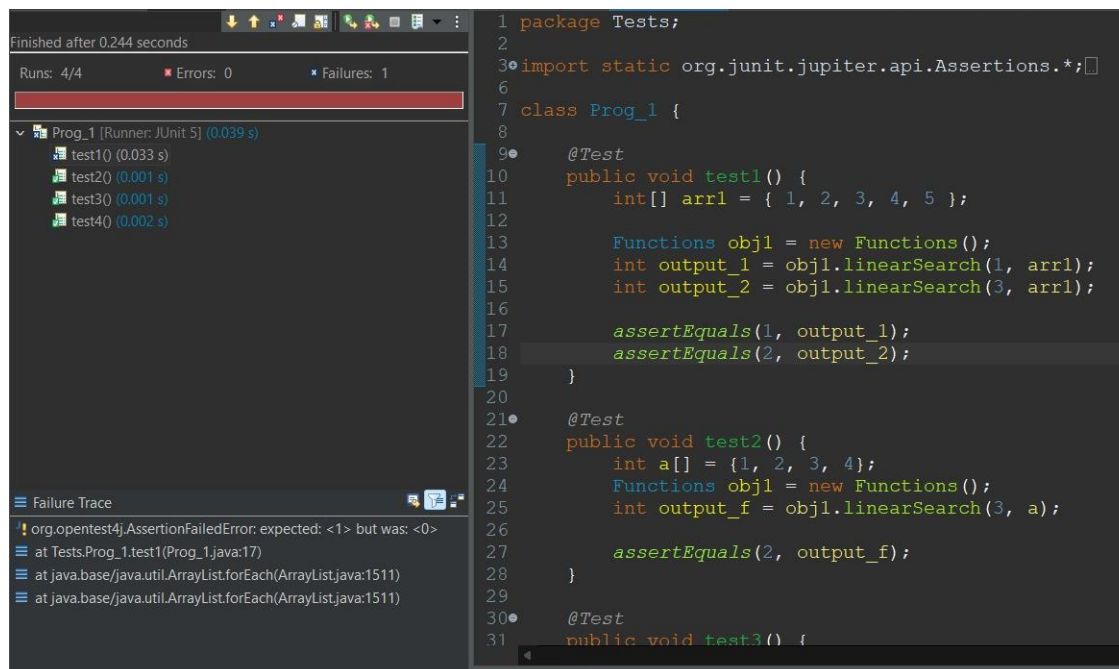 Finished after 0.244 seconds
Runs: 4/4 Errors: 0 Failures: 1
Prog_1 [Runner: JUnit 5] (0.039 s)
test1() (0.033 s)
test2() (0.001 s)
test3() (0.001 s)
test4() (0.002 s)
Failure Trace
org.opentest4j.AssertionFailedError: expected: <1> but was: <0>
at Tests.Prog_1.test1(Prog_1.java:17)
at java.base/java.util.ArrayList.forEach(ArrayList.java:1511)
at java.base/java.util.ArrayList.forEach(ArrayList.java:1511)
1 package Tests;
2
3 import static org.junit.jupiter.api.Assertions.*;
6
7 class Prog_1 {
8
9 @Test
10 public void test1() {
11 int[] arr1 = { 1, 2, 3, 4, 5 };
12
13 Functions obj1 = new Functions();
14 int output_1 = obj1.linearSearch(1, arr1);
15 int output_2 = obj1.linearSearch(3, arr1);
16
17 assertEquals(1, output_1);
18 assertEquals(2, output_2);
19 }
20
21 @Test
22 public void test2() {
23 int a[] = {1, 2, 3, 4};
24 Functions obj1 = new Functions();
25 int output_f = obj1.linearSearch(3, a);
26
27 assertEquals(2, output_f);
28 }
29
30 @Test
31 public void test3() {